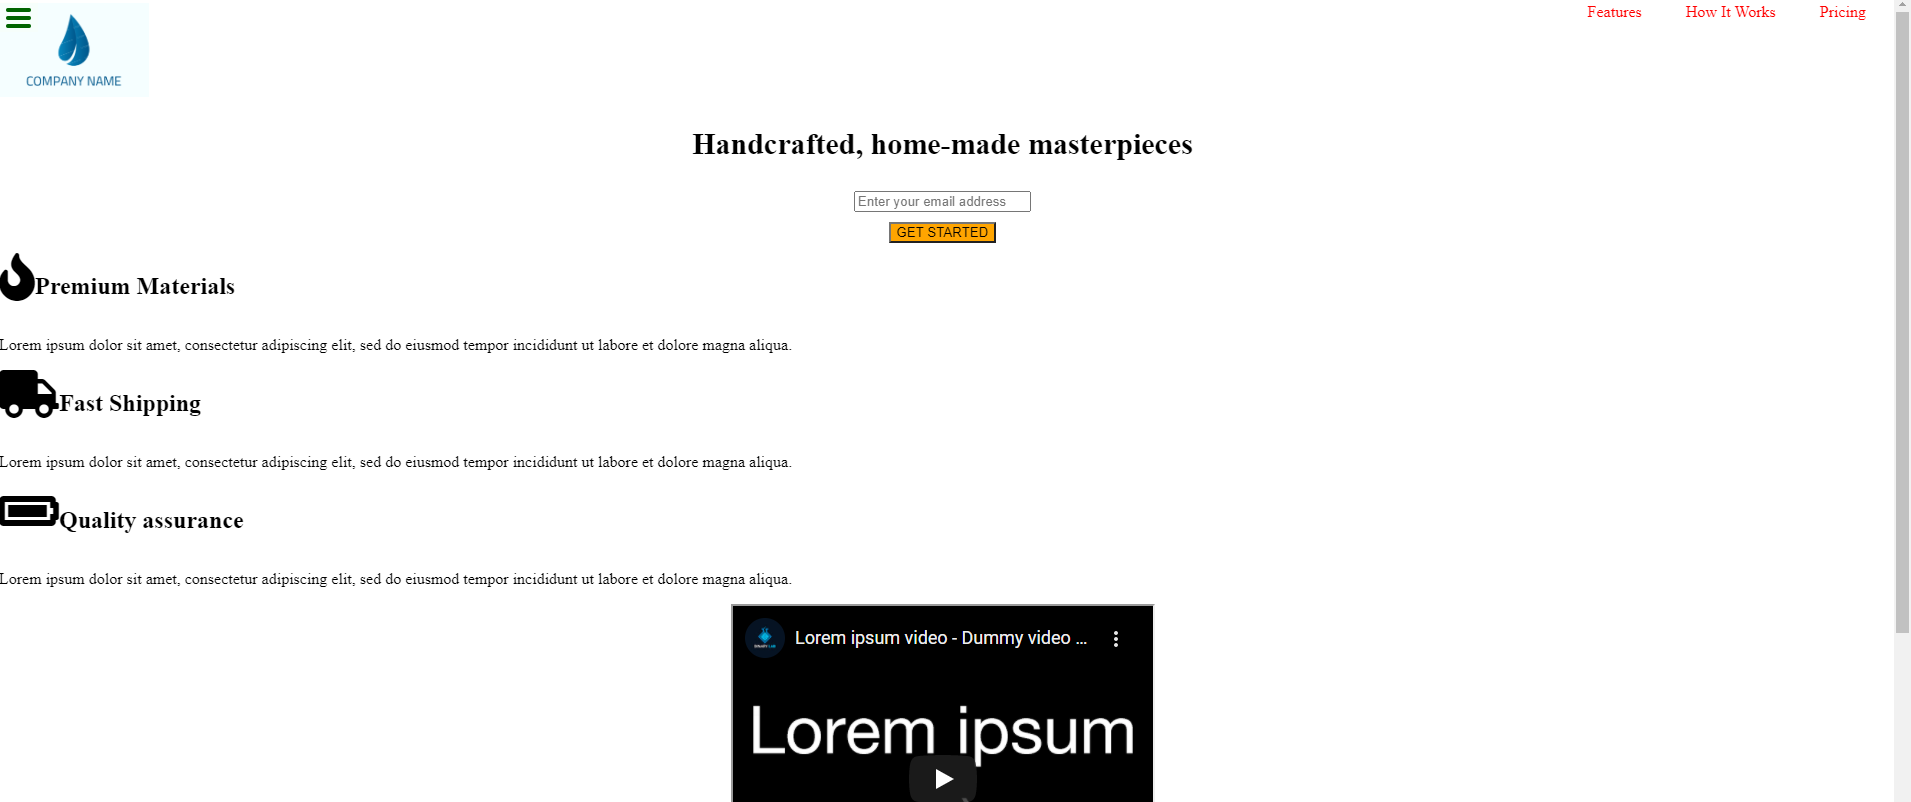 Features How It Works Pricing
COMPANY NAME
Handcrafted, home-made masterpieces
Enter your email address
GET STARTED
Premium Materials
Lorem ipsum dolor sit amet, consectetur adipiscing elit, sed do eiusmod tempor incididunt ut labore et dolore magna aliqua.
Fast Shipping
Lorem ipsum dolor sit amet, consectetur adipiscing elit, sed do eiusmod tempor incididunt ut labore et dolore magna aliqua.
Quality assurance
Lorem ipsum dolor sit amet, consectetur adipiscing elit, sed do eiusmod tempor incididunt ut labore et dolore magna aliqua.
Lorem ipsum video - Dummy video ...
Lorem ipsum